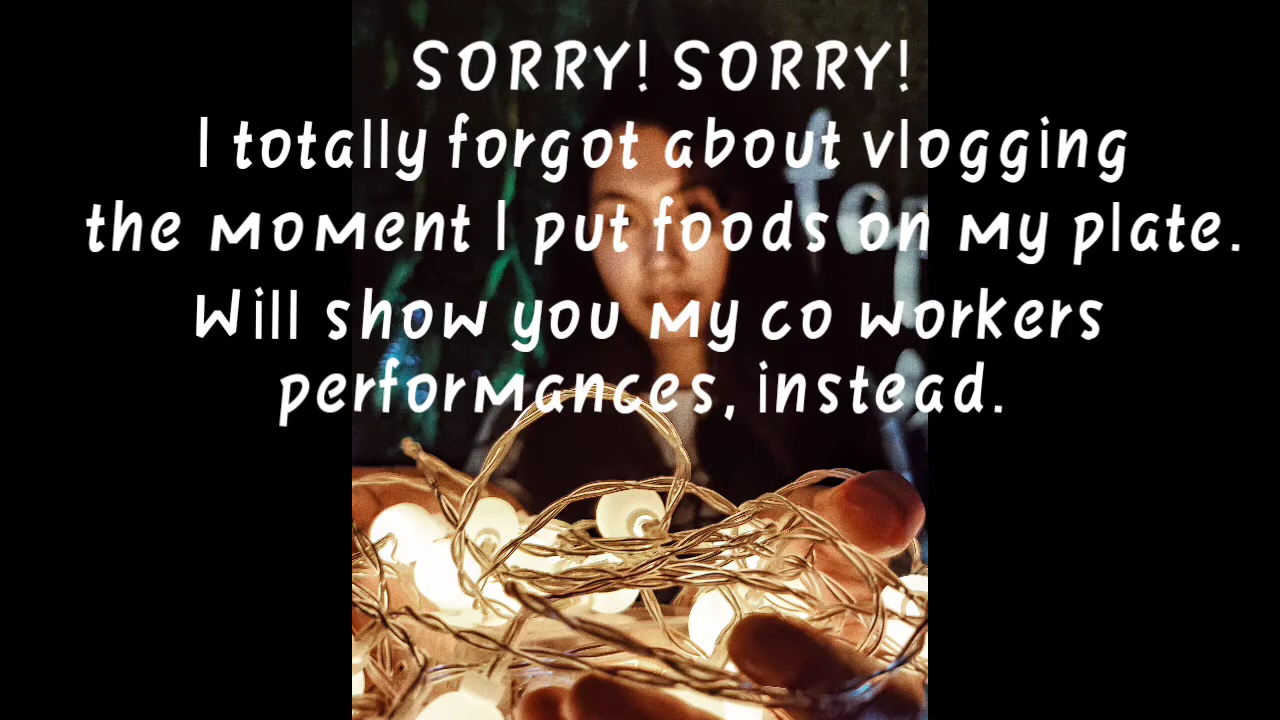 SORRY! SORRY!
I totally forgot about vlogging
the moment I put foods on my plate.
Will show you my co workers
performances, instead.